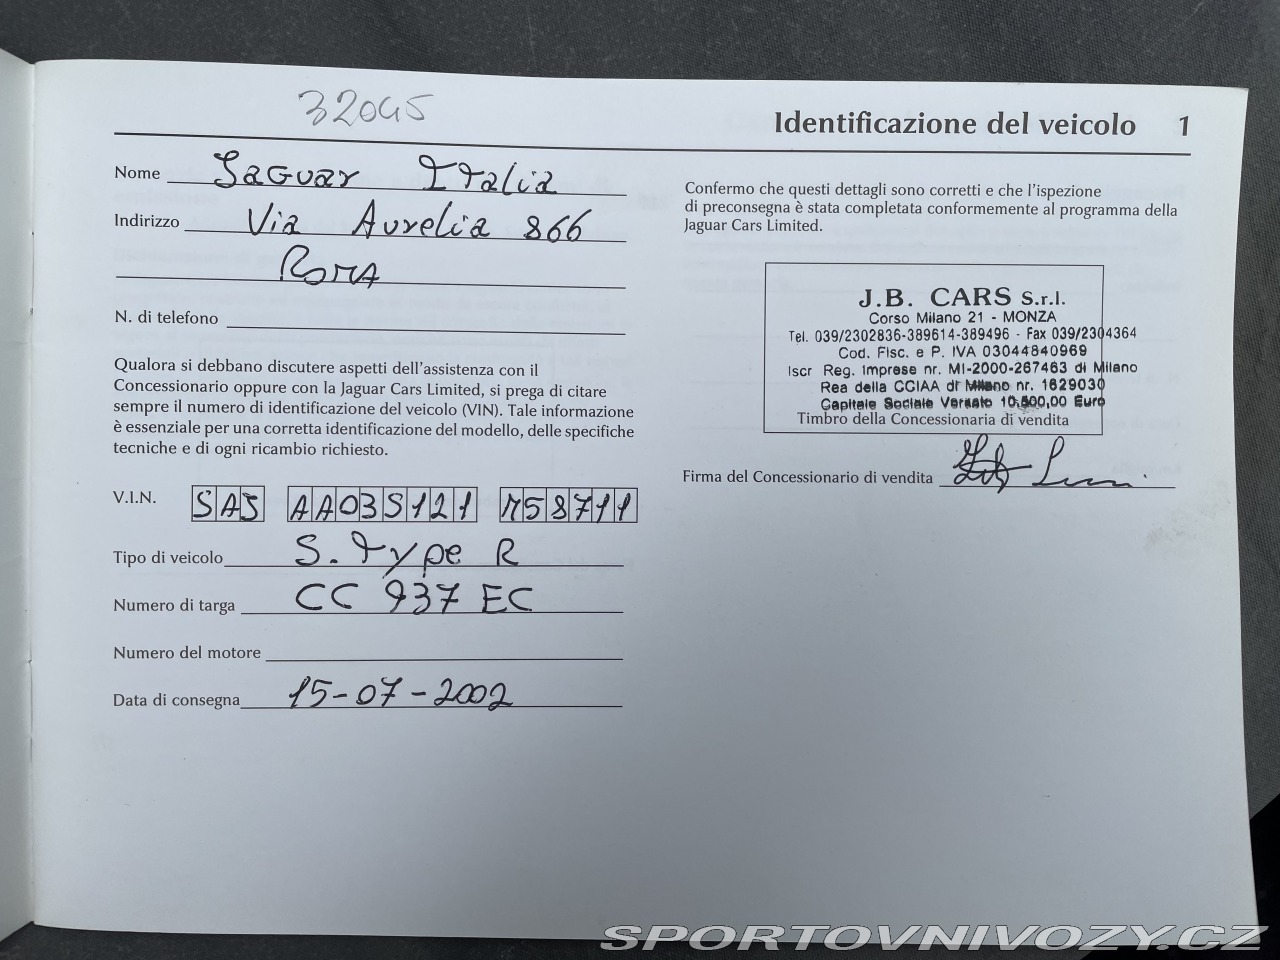 32045
Identificazione del veicolo 1
Nome Jaguar Italia
Indirizzo Via Aurelia 866
Roma
N. di telefono
Qualora si debbano discutere aspetti dell'assistenza con il
Concessionario oppure con la Jaguar Cars Limited, si prega di citare
sempre il numero di identificazione del veicolo (VIN). Tale informazione
è essenziale per una corretta identificazione del modello, delle specifiche
tecniche e di ogni ricambio richiesto.
V.I.N. SAJ AA03S121 M58711
Tipo di veicolo S. Type R
Numero di targa CC 937 EC
Numero del motore
Data di consegna 15-07-2002
Confermo che questi dettagli sono corretti e che l'ispezione
di preconsegna è stata completata conformemente al programma della
Jaguar Cars Limited.
J.B. CARS S.r.l.
Corso Milano 21 - MONZA
Tel. 039/2302836-389614-389496 - Fax 039/2304364
Cod. Fisc. e P. IVA 03044840969
Iscr Reg. Imprese nr. MI-2000-267463 di Milano
Rea della CCIAA di Milano nr. 1629030
Capitale Sociale Versato 10.500,00 Euro
Timbro della Concessionaria di vendita
Firma del Concessionario di vendita
SPORTOVNIVOZY.CZ